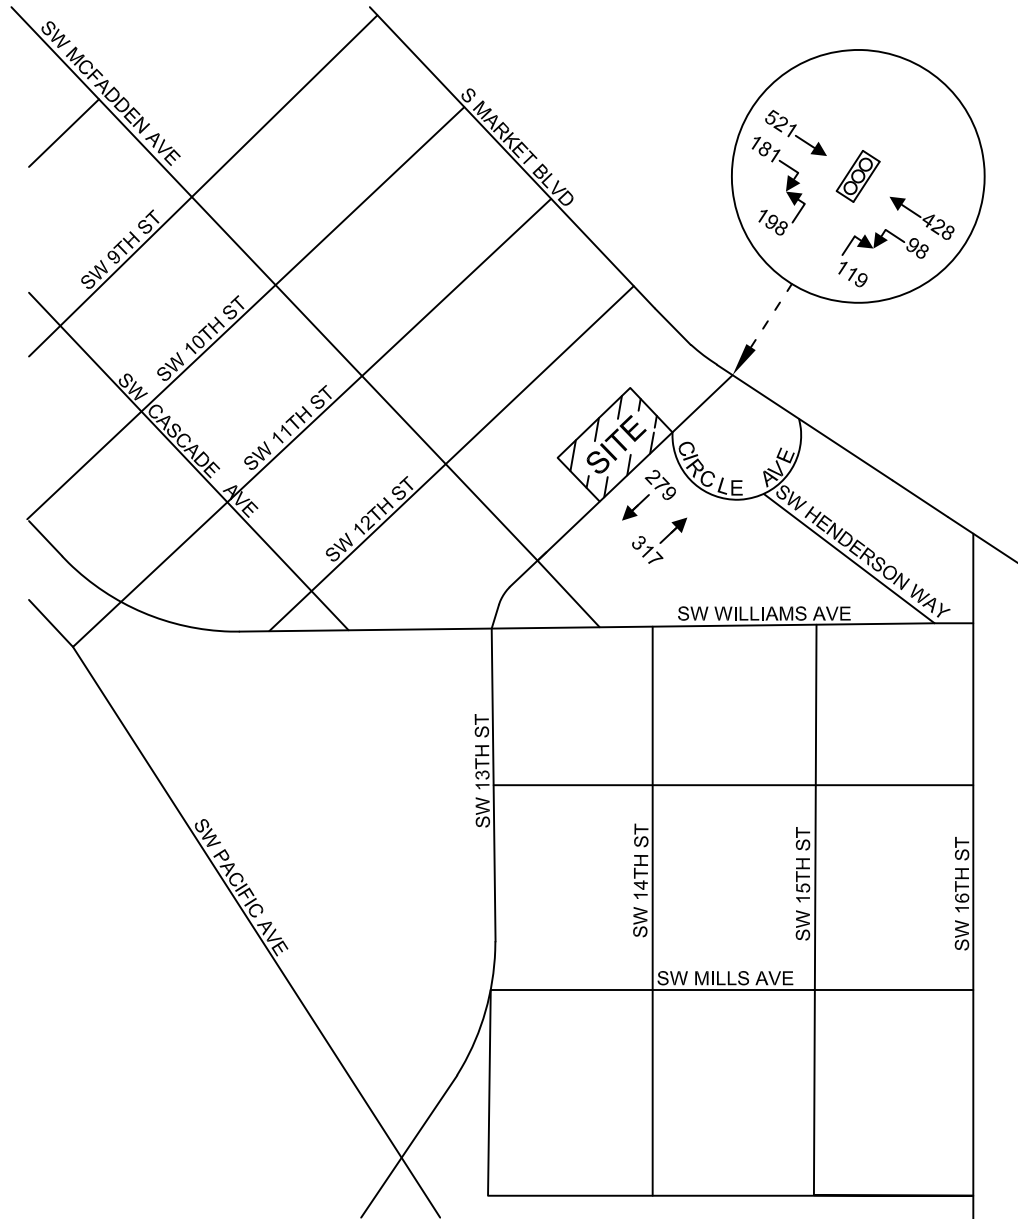 SW MCFADDEN AVE
S MARKET BLVD
521
181
198
428
98
119
SW 9TH ST
SW 10TH ST
SW CASCADE AVE
SW 11TH ST
SW 12TH ST
SITE
CIRCLE AVE
279
317
SW HENDERSON WAY
SW WILLIAMS AVE
SW 13TH ST
SW 14TH ST
SW 15TH ST
SW 16TH ST
SW PACIFIC AVE
SW MILLS AVE